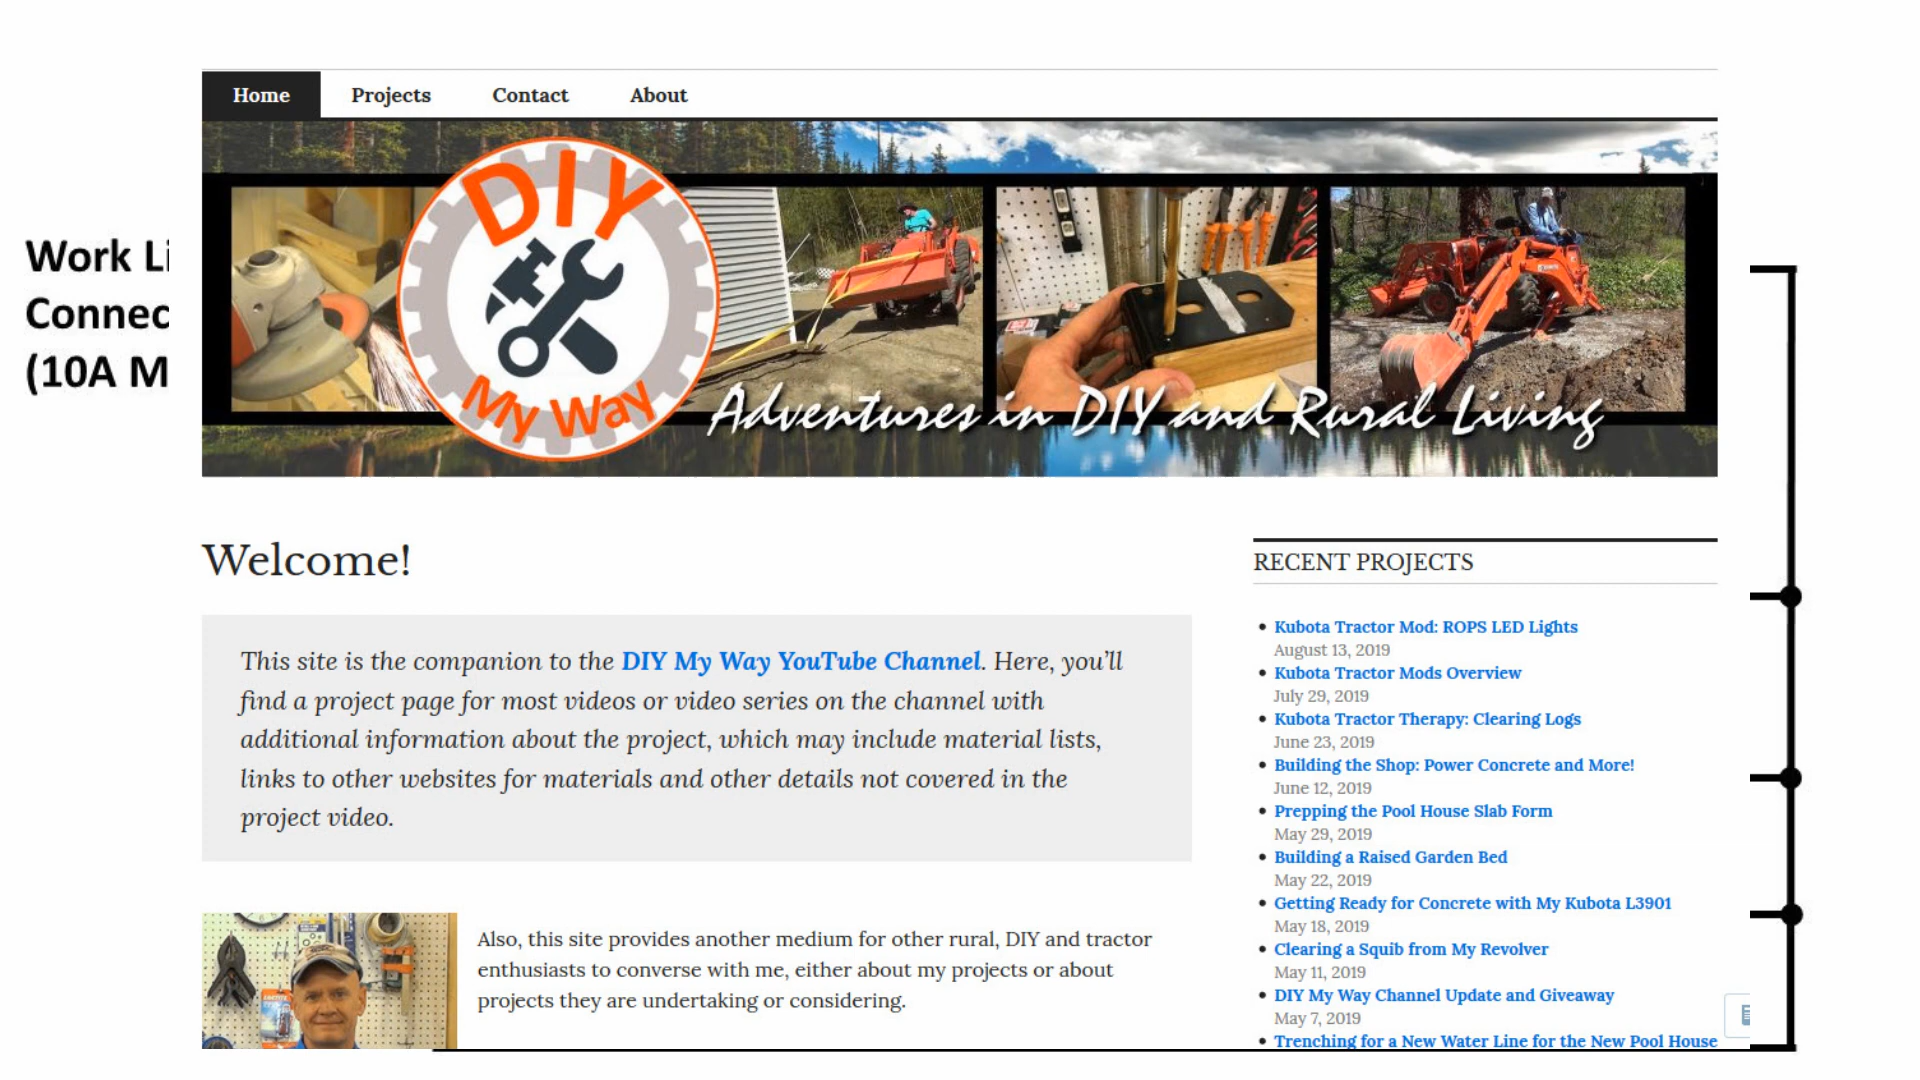 Home Projects Contact About
DIY
My Way
Adventures in DIY and Rural Living
Work Li
Connec
(10A M
Welcome!
This site is the companion to the DIY My Way YouTube Channel. Here, you’ll
find a project page for most videos or video series on the channel with
additional information about the project, which may include material lists,
links to other websites for materials and other details not covered in the
project video.
Also, this site provides another medium for other rural, DIY and tractor
enthusiasts to converse with me, either about my projects or about
projects they are undertaking or considering.
RECENT PROJECTS
Kubota Tractor Mod: ROPS LED Lights
August 13, 2019
Kubota Tractor Mods Overview
July 29, 2019
Kubota Tractor Therapy: Clearing Logs
June 23, 2019
Building the Shop: Power Concrete and More!
June 12, 2019
Prepping the Pool House Slab Form
May 29, 2019
Building a Raised Garden Bed
May 22, 2019
Getting Ready for Concrete with My Kubota L3901
May 18, 2019
Clearing a Squib from My Revolver
May 11, 2019
DIY My Way Channel Update and Giveaway
May 7, 2019
Trenching for a New Water Line for the New Pool House